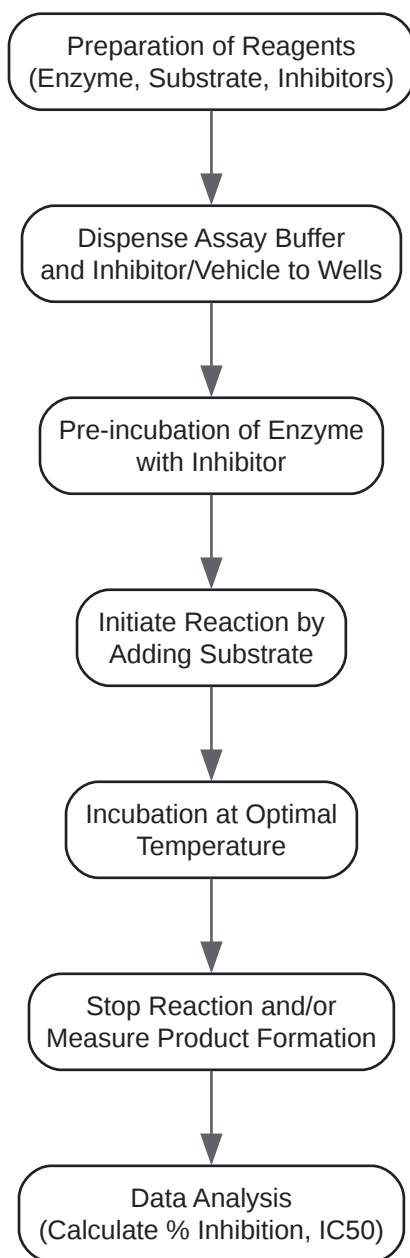 Preparation of Reagents
(Enzyme, Substrate, Inhibitors)
Dispense Assay Buffer
and Inhibitor/Vehicle to Wells
Pre-incubation of Enzyme
with Inhibitor
Initiate Reaction by
Adding Substrate
Incubation at Optimal
Temperature
Stop Reaction and/or
Measure Product Formation
Data Analysis
(Calculate % Inhibition, IC50)